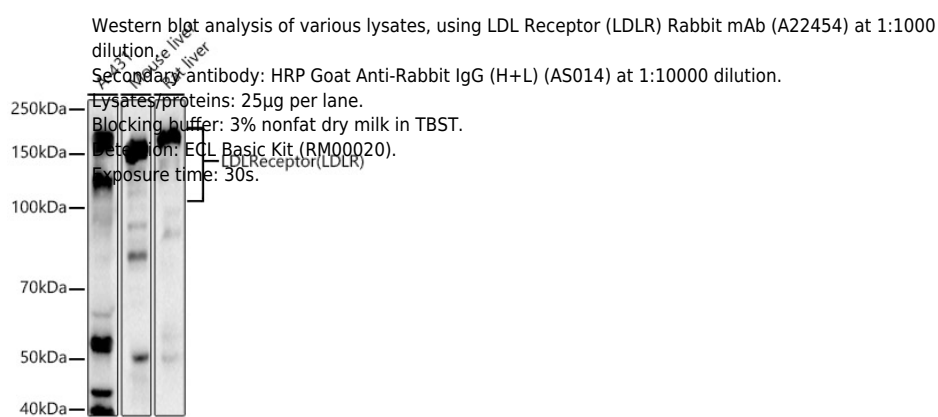 Western blot analysis of various lysates, using LDL Receptor (LDLR) Rabbit mAb (A22454) at 1:1000
dilution.
Secondary antibody: HRP Goat Anti-Rabbit IgG (H+L) (AS014) at 1:10000 dilution.
Lysates/proteins: 25μg per lane.
Blocking buffer: 3% nonfat dry milk in TBST.
Detection: ECL Basic Kit (RM00020).
Exposure time: 30s.
A-431
Mouse liver
Rat liver
250kDa
150kDa
100kDa
70kDa
50kDa
40kDa
LDLReceptor(LDLR)